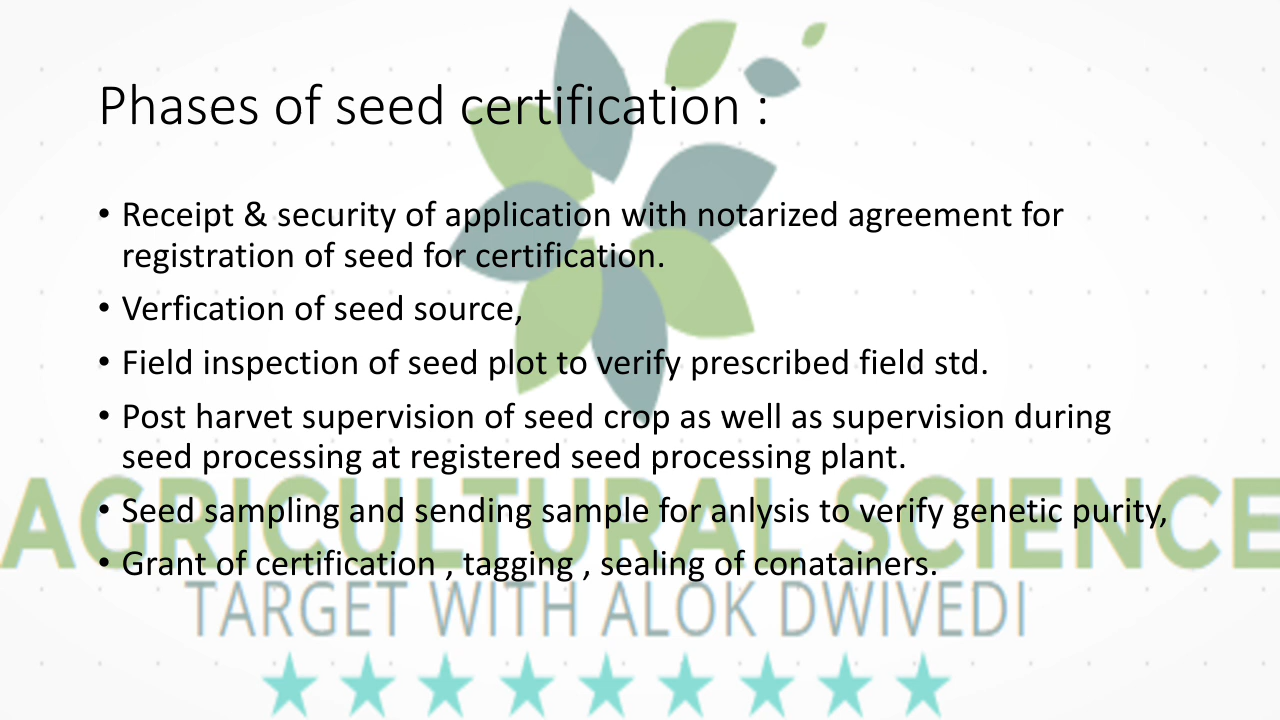 Phases of seed certification :
• Receipt & security of application with notarized agreement for
registration of seed for certification.
• Verfication of seed source,
• Field inspection of seed plot to verify prescribed field std.
• Post harvet supervision of seed crop as well as supervision during
seed processing at registered seed processing plant.
• Seed sampling and sending sample for anlysis to verify genetic purity,
• Grant of certification , tagging , sealing of conatainers.
AGRICULTURAL SCIENCE
TARGET WITH ALOK DWIVEDI